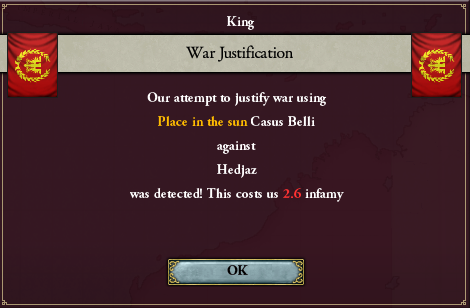 King
War Justification
Our attempt to justify war using
Place in the sun Casus Belli
against
Hedjaz
was detected! This costs us 2.6 infamy
OK